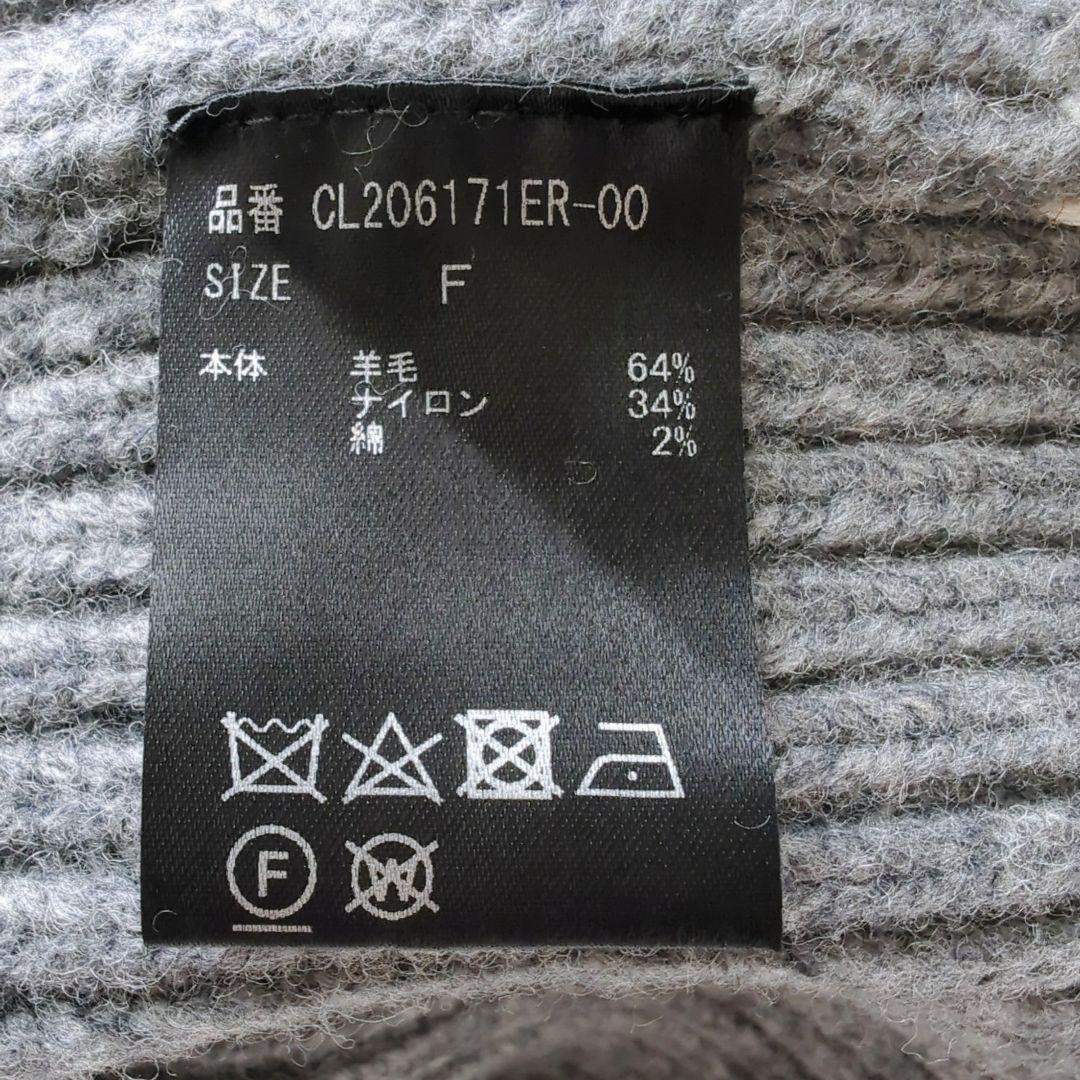 品番 CL206171ER-00
SIZE F
本体 羊毛 64%
ナイロン 34%
綿 2%
F
W